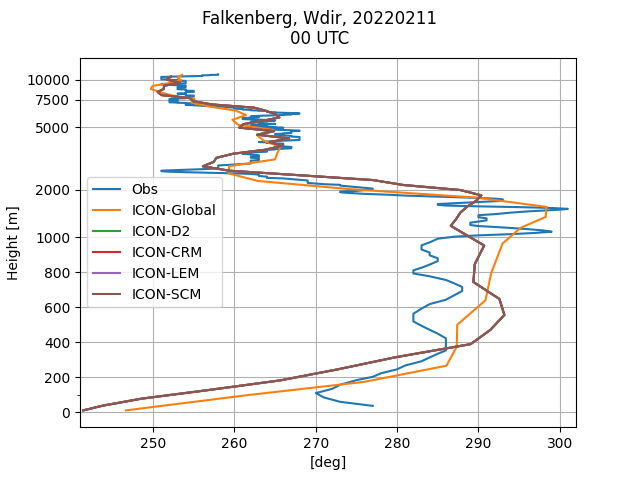 Falkenberg, Wdir, 20220211
00 UTC
Height [m]
10000
7500
5000
2000
1000
800
600
400
200
0
Obs
ICON-Global
ICON-D2
ICON-CRM
ICON-LEM
ICON-SCM
250
260
270
280
290
300
[deg]